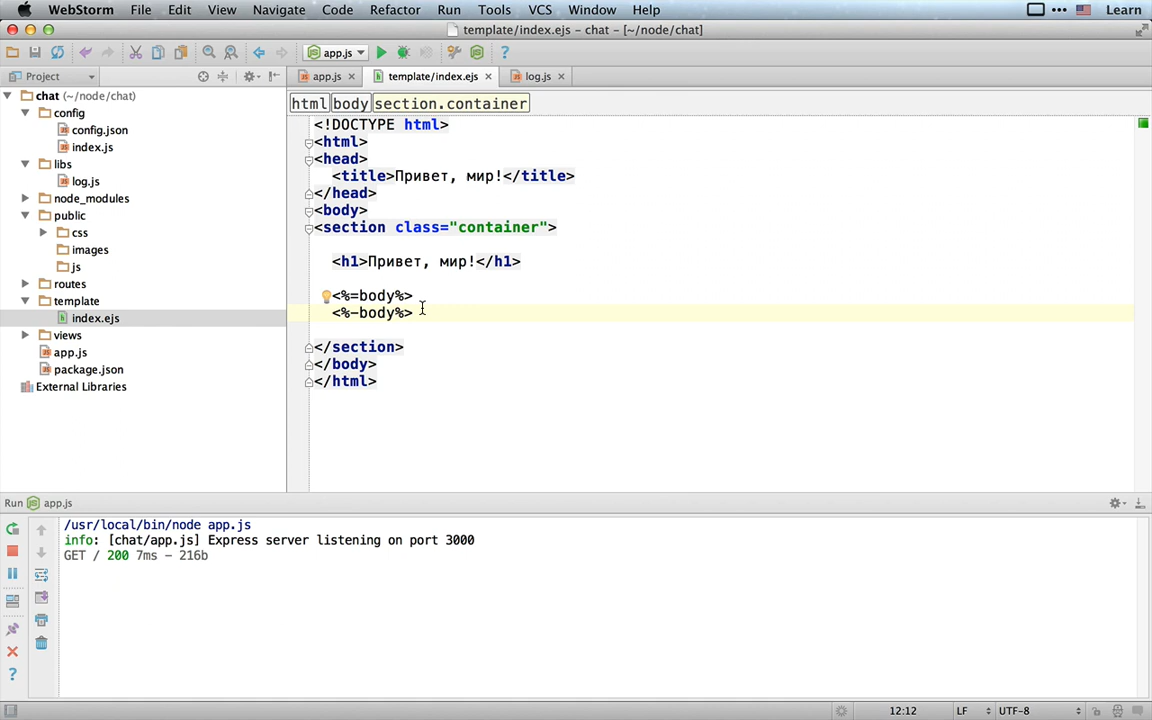 WebStorm File Edit View Navigate Code Refactor Run Tools VCS Window Help Learn
template/index.ejs – chat – [~/node/chat]
app.js
Project app.js template/index.ejs log.js
chat (~/node/chat)
config
config.json
index.js
libs
log.js
node_modules
public
css
images
js
routes
template
index.ejs
views
app.js
package.json
External Libraries
html body section.container
<!DOCTYPE html>
<html>
<head>
<title>Привет, мир!</title>
</head>
<body>
<section class="container">
<h1>Привет, мир!</h1>
<%=body%>
<%-body%>
</section>
</body>
</html>
Run app.js
/usr/local/bin/node app.js
info: [chat/app.js] Express server listening on port 3000
GET / 200 7ms – 216b
12:12 LF UTF-8